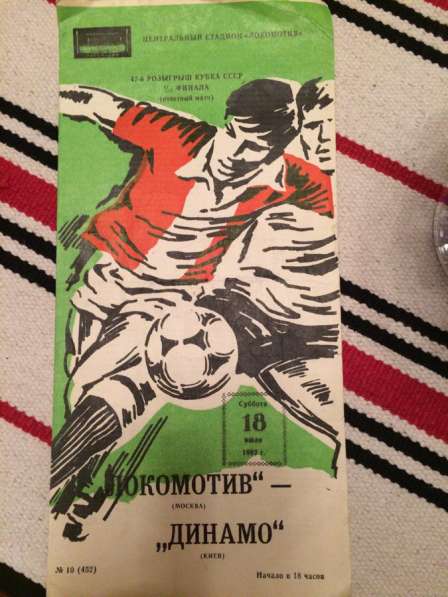 ЦЕНТРАЛЬНЫЙ СТАДИОН «ЛОКОМОТИВ»
47-й РОЗЫГРЫШ КУБКА СССР
ФИНАЛА
(ответный матч)
Суббота
18
июля
1987 г.
„ЛОКОМОТИВ“ —
(МОСКВА)
„ДИНАМО“
(КИЕВ)
№ 10 (452) Начало в 18 часов